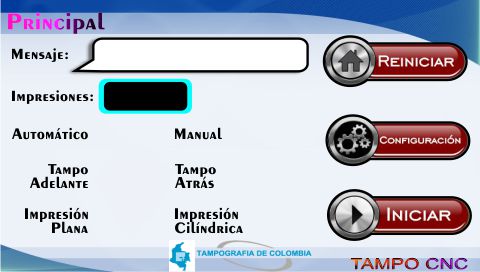 Principal
Mensaje:
Reiniciar
Impresiones:
Automático Manual
Configuración
Tampo Adelante
Tampo Atrás
Impresión Plana
Impresión Cilíndrica
Iniciar
TAMPOGRAFIA DE COLOMBIA
TAMPO CNC